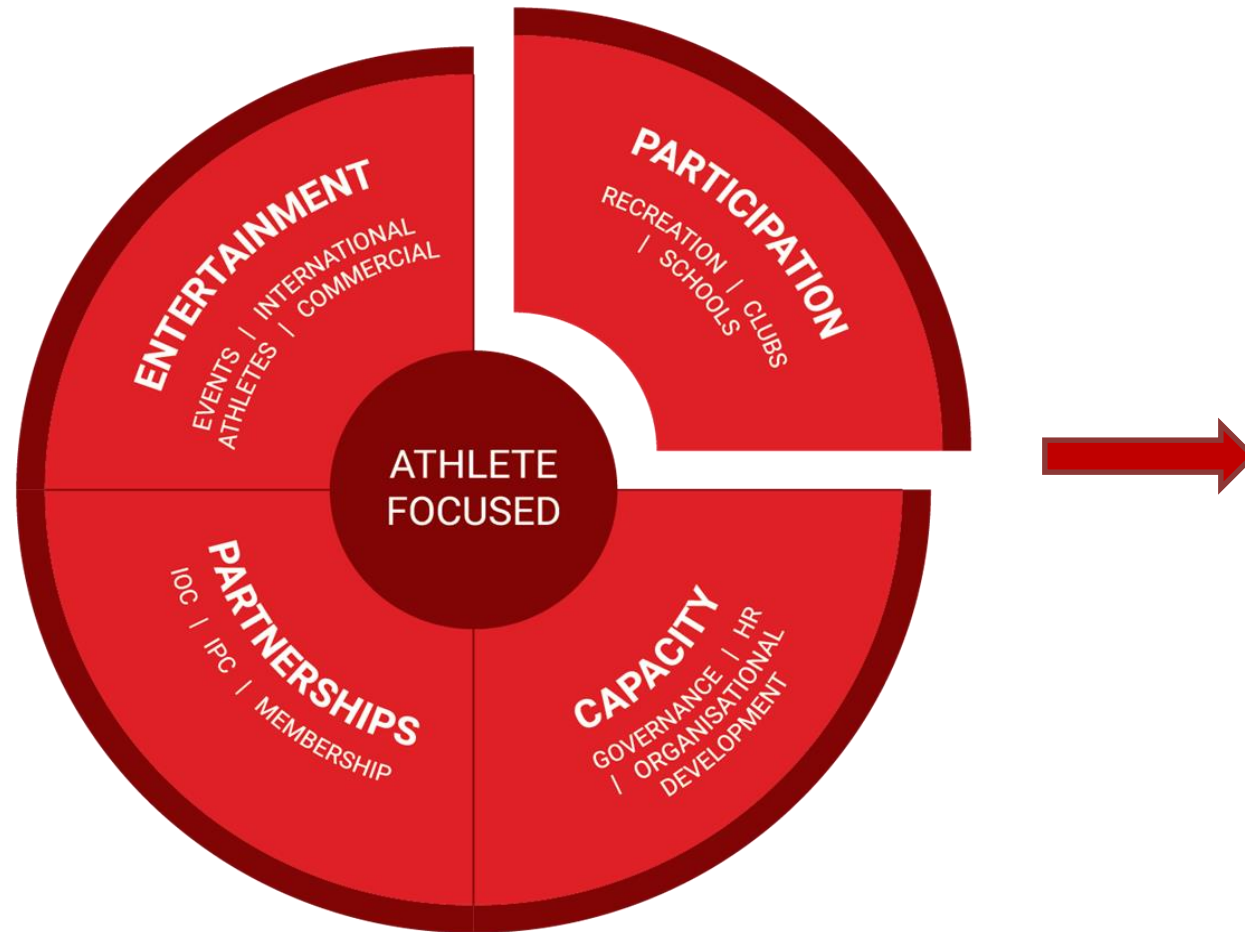 ENTERTAINMENT
EVENTS | INTERNATIONAL
ATHLETES | COMMERCIAL
PARTICIPATION
RECREATION | CLUBS
| SCHOOLS
ATHLETE
FOCUSED
PARTNERSHIPS
IOC | IPC | MEMBERSHIP
CAPACITY
GOVERNANCE | HR
| ORGANISATIONAL
DEVELOPMENT